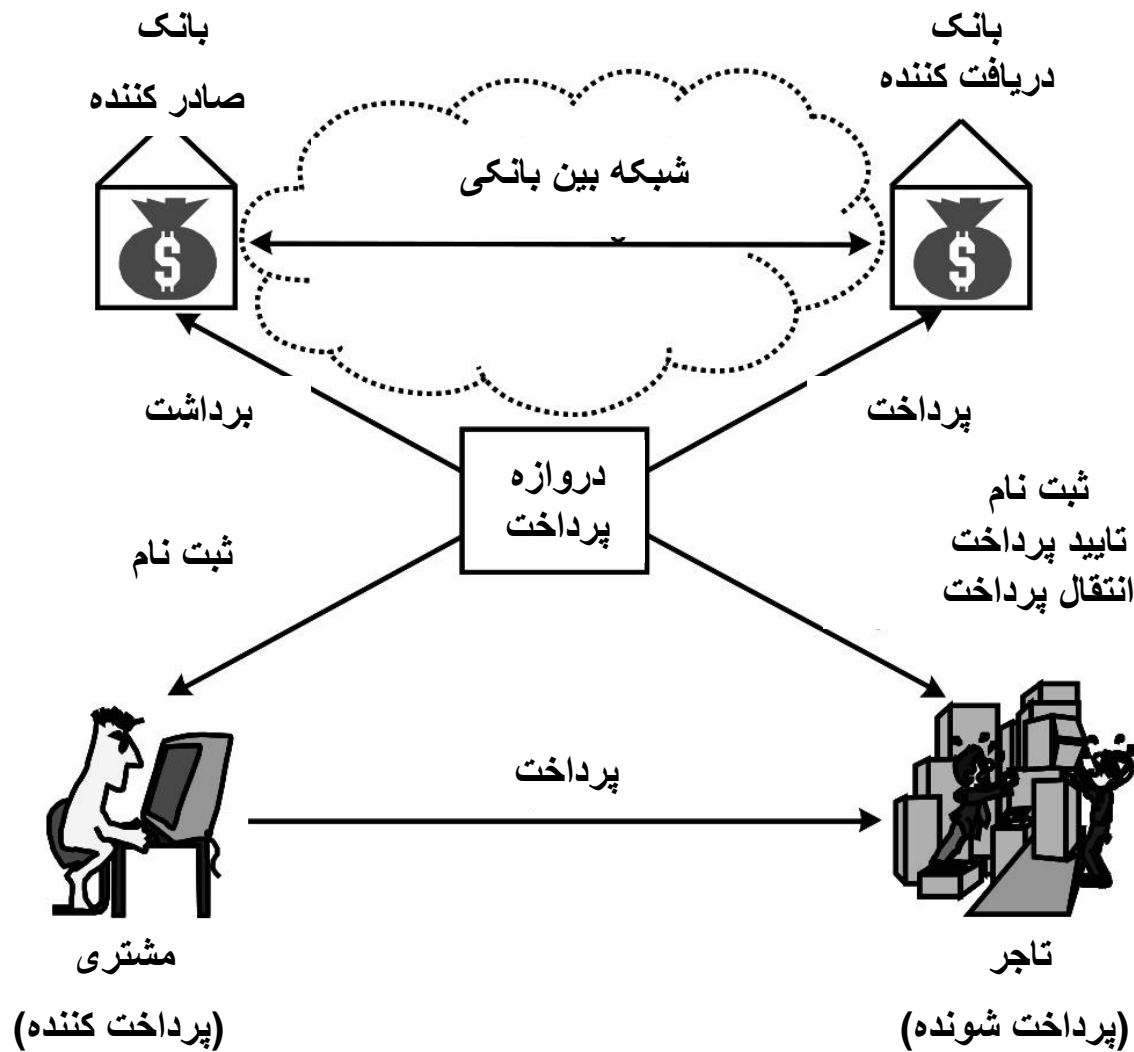 بانک
دریافت کننده
بانک
صادر کننده
شبکه بین بانکی
$
$
پرداخت
برداشت
دروازه
پرداخت
ثبت نام
تایید پرداخت
انتقال پرداخت
ثبت نام
پرداخت
تاجر
(پرداخت شونده)
مشتری
(پرداخت کننده)